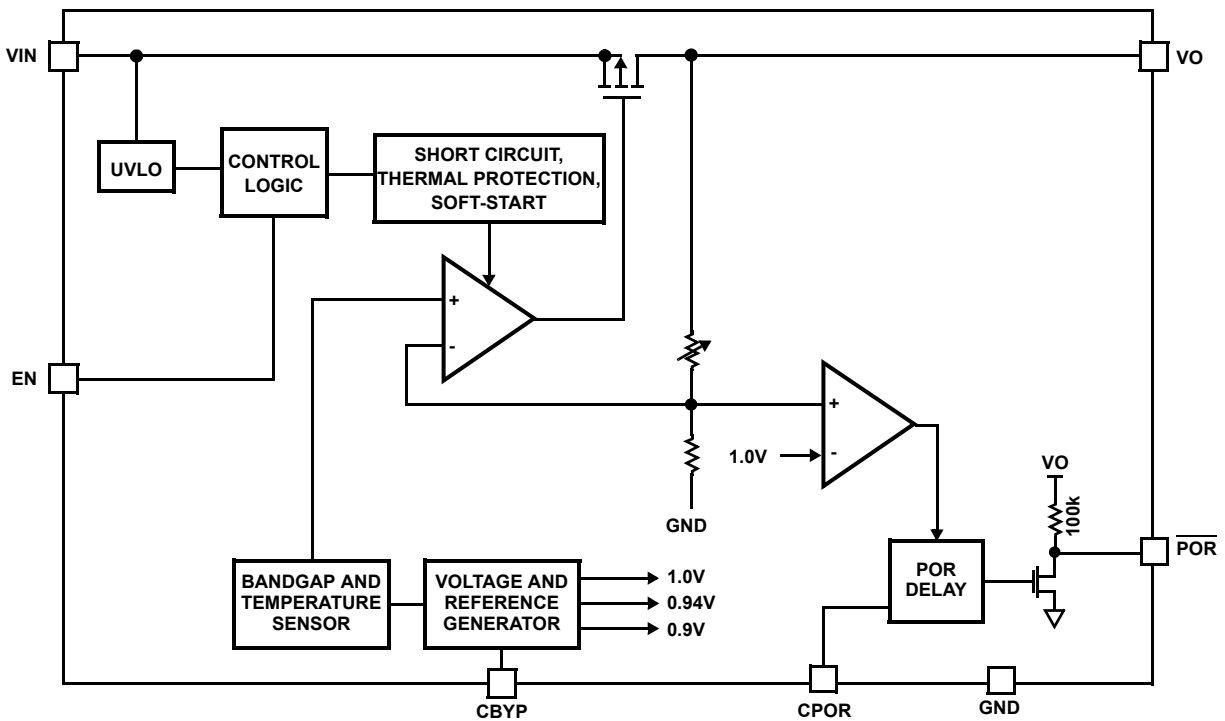 VIN
VO
UVLO
CONTROL
LOGIC
SHORT CIRCUIT,
THERMAL PROTECTION,
SOFT-START
+
-
EN
+
1.0V
-
GND
VO
100k
POR
BANDGAP AND
TEMPERATURE
SENSOR
VOLTAGE AND
REFERENCE
GENERATOR
1.0V
0.94V
0.9V
POR
DELAY
CBYP
CPOR
GND